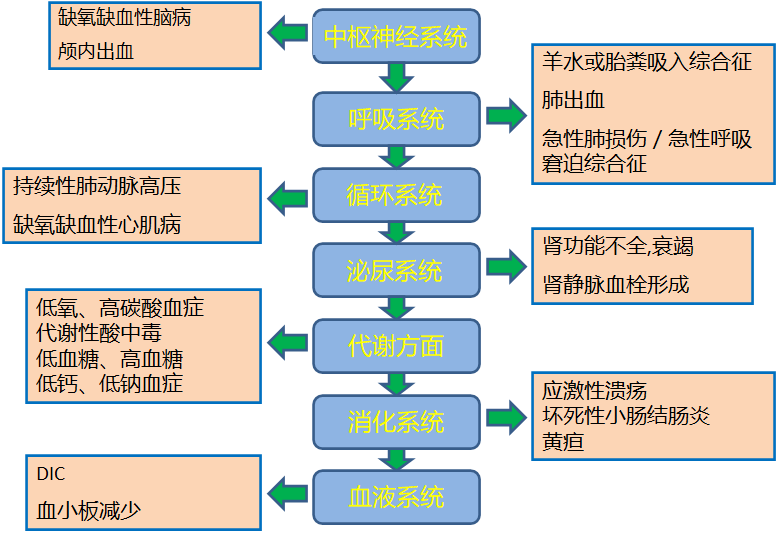 缺氧缺血性脑病
颅内出血
中枢神经系统
呼吸系统
羊水或胎粪吸入综合征
肺出血
急性肺损伤 / 急性呼吸
窘迫综合征
持续性肺动脉高压
缺氧缺血性心肌病
循环系统
泌尿系统
肾功能不全,衰竭
肾静脉血栓形成
低氧、高碳酸血症
代谢性酸中毒
低血糖、高血糖
低钙、低钠血症
代谢方面
消化系统
应激性溃疡
坏死性小肠结肠炎
黄疸
DIC
血小板减少
血液系统